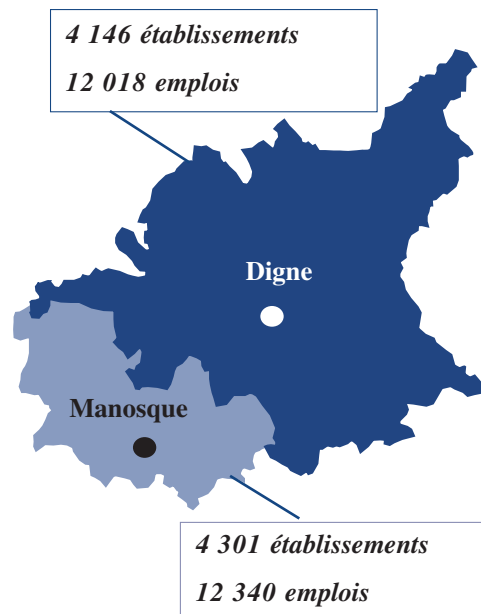 4 146 établissements
12 018 emplois
Digne
Manosque
4 301 établissements
12 340 emplois